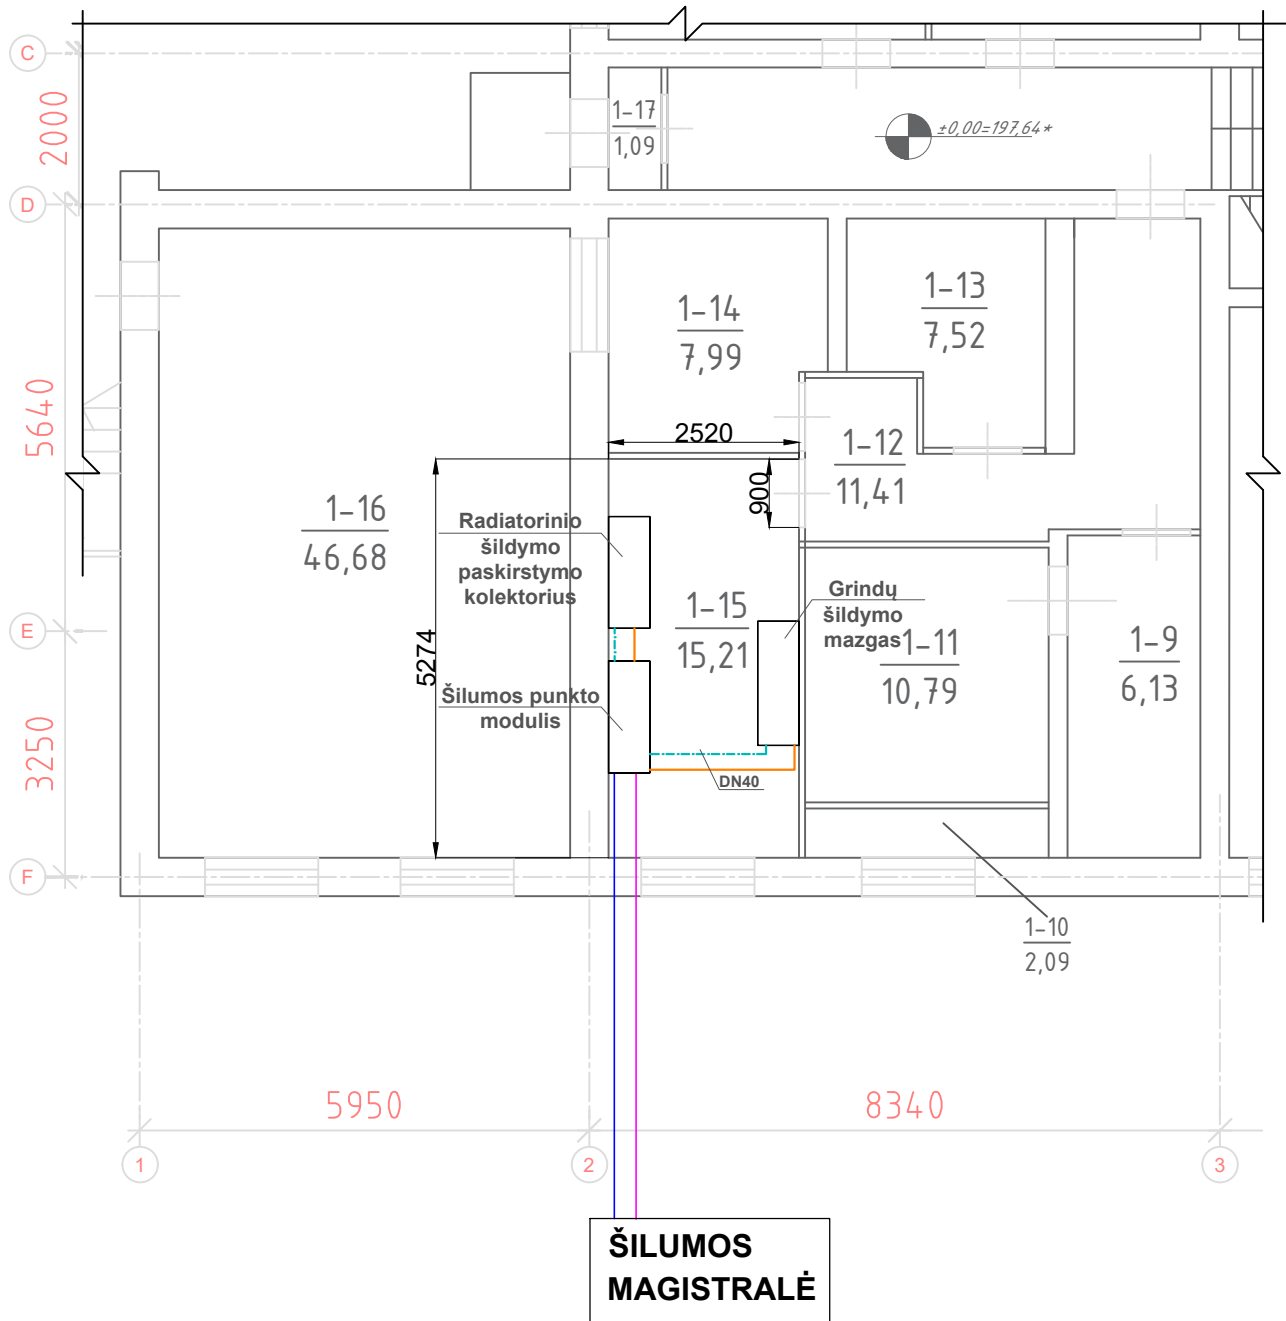 C
2000
1-17
1,09
±0,00=197,64*
D
1-13
7,52
1-14
7,99
5640
2520
1-12
11,41
900
1-16
46,68
Radiatorinio
šildymo
paskirstymo
kolektorius
Grindų
šildymo
mazgas
1-15
15,21
E
1-11
10,79
1-9
6,13
5274
Šilumos punkto
modulis
3250
DN40
F
1-10
2,09
5950
8340
1
2
3
ŠILUMOS
MAGISTRALĖ